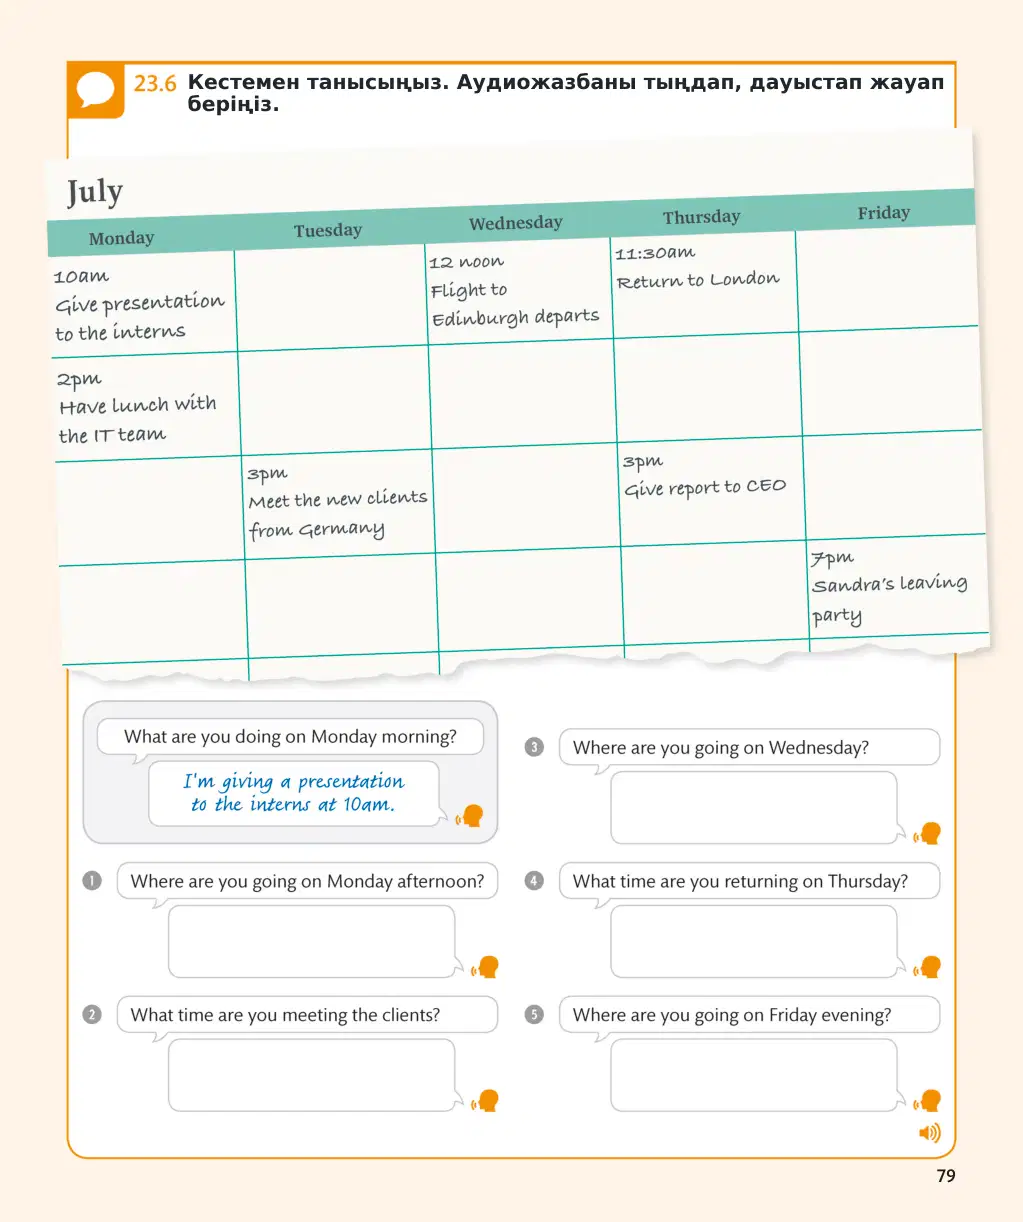 23.6 Кестемен танысыңыз. Аудиожазбаны тыңдап, дауыстап жауап
беріңіз.
July
Monday Tuesday Wednesday Thursday Friday
10am
Give presentation
to the interns
12 noon
Flight to
Edinburgh departs
11:30am
Return to London
2pm
Have lunch with
the IT team
3pm
Meet the new clients
from Germany
3pm
Give report to CEO
7pm
Sandra's leaving
party
What are you doing on Monday morning?
I'm giving a presentation
to the interns at 10am.
1 Where are you going on Monday afternoon?
2 What time are you meeting the clients?
3 Where are you going on Wednesday?
4 What time are you returning on Thursday?
5 Where are you going on Friday evening?
79